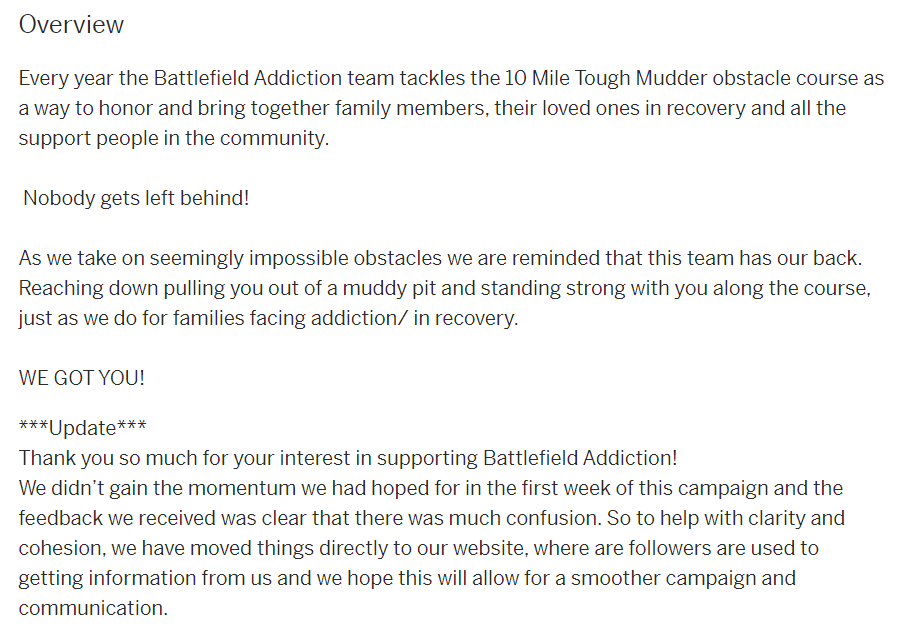 Overview
Every year the Battlefield Addiction team tackles the 10 Mile Tough Mudder obstacle course as
a way to honor and bring together family members, their loved ones in recovery and all the
support people in the community.
Nobody gets left behind!
As we take on seemingly impossible obstacles we are reminded that this team has our back.
Reaching down pulling you out of a muddy pit and standing strong with you along the course,
just as we do for families facing addiction/ in recovery.
WE GOT YOU!
***Update***
Thank you so much for your interest in supporting Battlefield Addiction!
We didn’t gain the momentum we had hoped for in the first week of this campaign and the
feedback we received was clear that there was much confusion. So to help with clarity and
cohesion, we have moved things directly to our website, where are followers are used to
getting information from us and we hope this will allow for a smoother campaign and
communication.